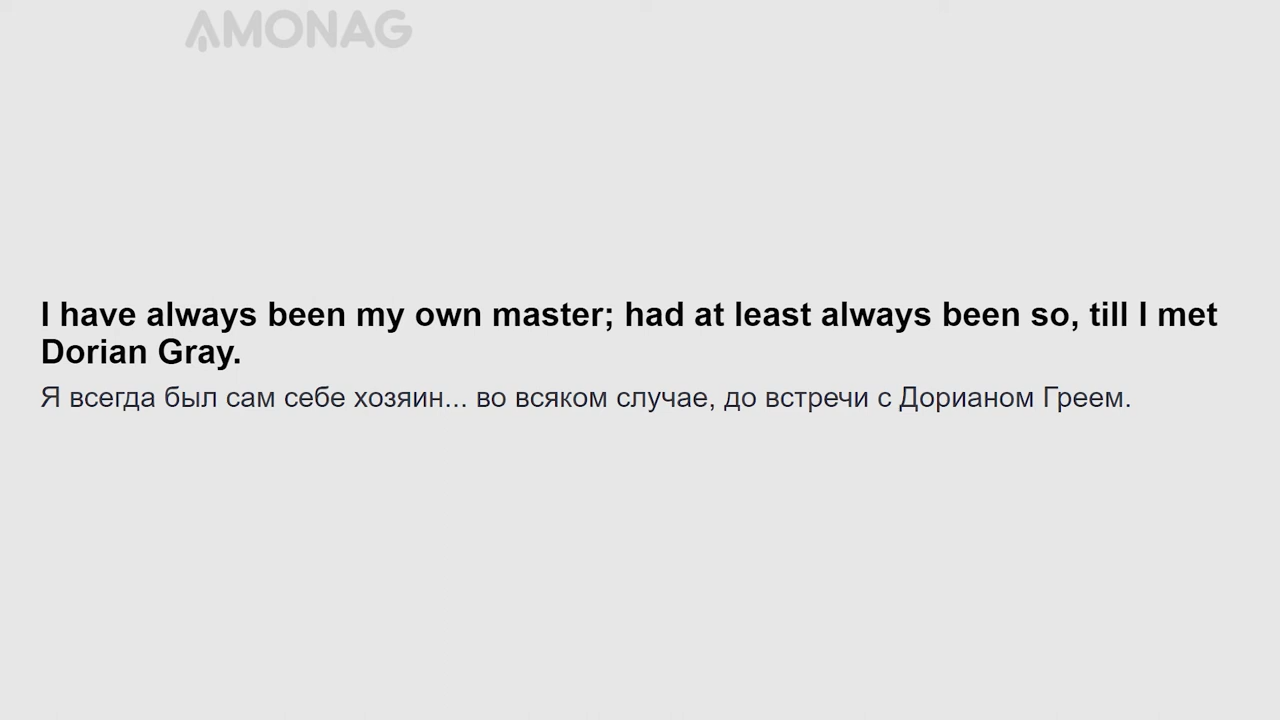 AMONAG
I have always been my own master; had at least always been so, till I met
Dorian Gray.
Я всегда был сам себе хозяин... во всяком случае, до встречи с Дорианом Греем.